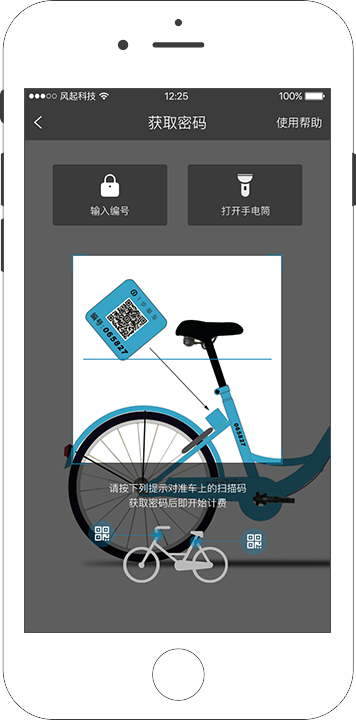 ●●●○○ 风起科技
12:25
100%
获取密码
使用帮助
输入编号
打开手电筒
编号:065827
065827
请按下列提示对准车上的扫描码
获取密码后即开始计费